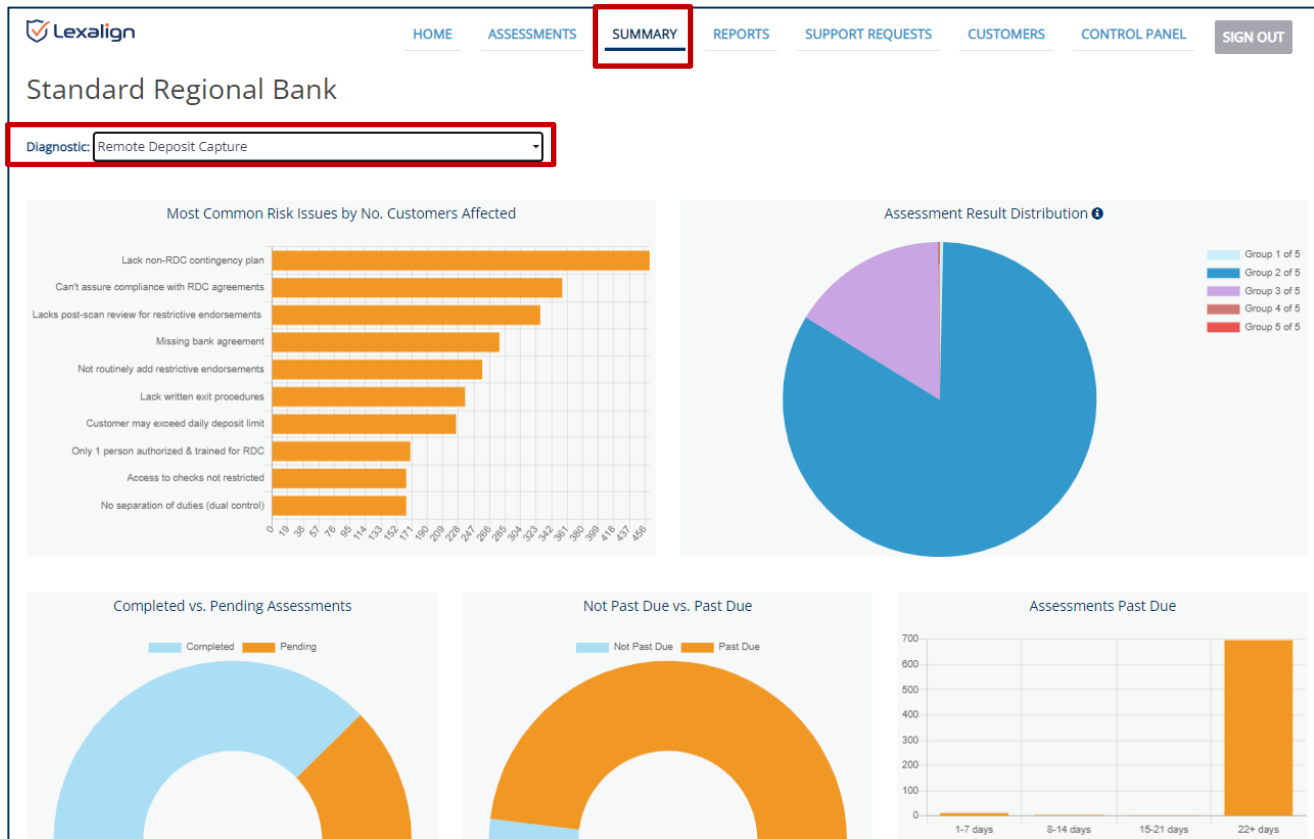 Lexalign
HOME ASSESSMENTS SUMMARY REPORTS SUPPORT REQUESTS CUSTOMERS CONTROL PANEL SIGN OUT
Standard Regional Bank
Diagnostic: Remote Deposit Capture
Most Common Risk Issues by No. Customers Affected
Lack non-RDC contingency plan
Can't assure compliance with RDC agreements
Lacks post-scan review for restrictive endorsements
Missing bank agreement
Not routinely add restrictive endorsements
Lack written exit procedures
Customer may exceed daily deposit limit
Only 1 person authorized & trained for RDC
Access to checks not restricted
No separation of duties (dual control)
0 19 38 57 76 95 114 133 152 171 190 209 228 247 266 285 304 323 342 361 380 399 418 437 456
Assessment Result Distribution
Group 1 of 5
Group 2 of 5
Group 3 of 5
Group 4 of 5
Group 5 of 5
Completed vs. Pending Assessments
Completed Pending
Not Past Due vs. Past Due
Not Past Due Past Due
Assessments Past Due
700
600
500
400
300
200
100
0
1-7 days 8-14 days 15-21 days 22+ days